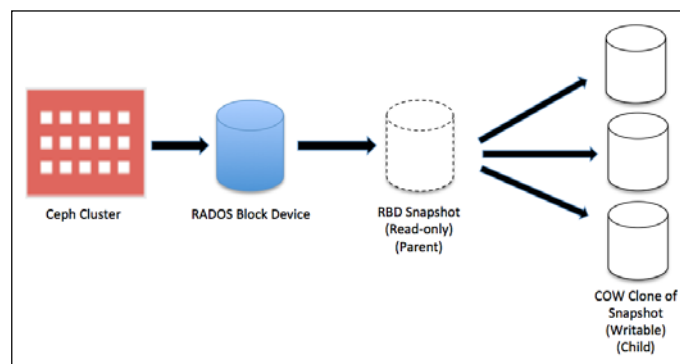 Ceph Cluster
RADOS Block Device
RBD Snapshot
(Read-only)
(Parent)
COW Clone of
Snapshot
(Writable)
(Child)